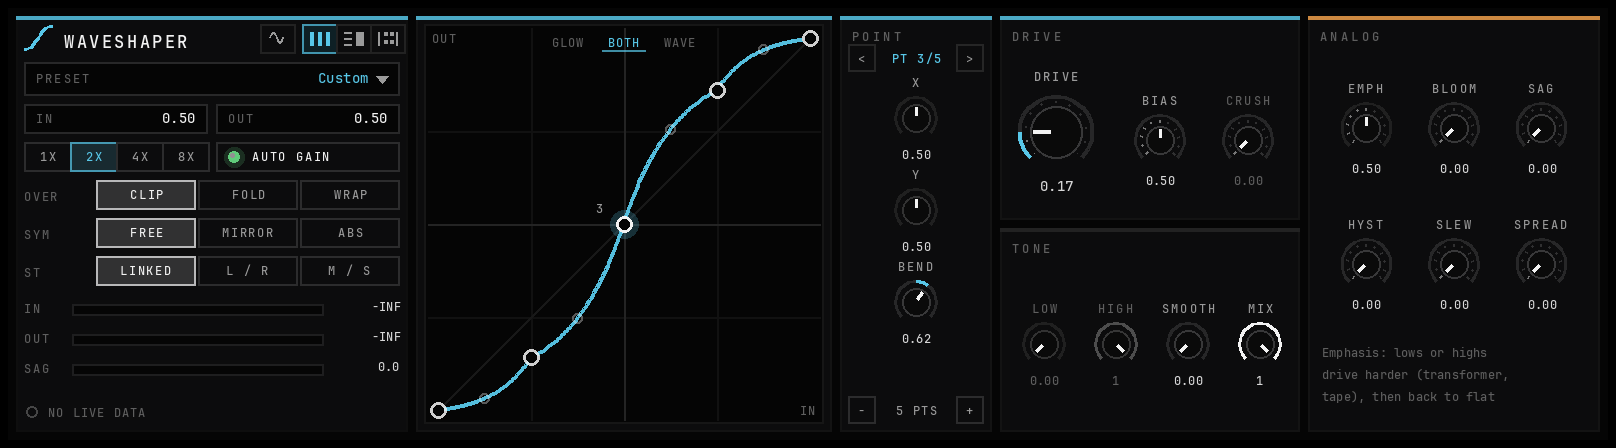 WAVESHAPER
PRESET Custom
IN 0.50 OUT 0.50
1X 2X 4X 8X AUTO GAIN
OVER CLIP FOLD WRAP
SYM FREE MIRROR ABS
ST LINKED L / R M / S
IN -INF
OUT -INF
SAG 0.0
NO LIVE DATA
OUT GLOW BOTH WAVE
3
IN
POINT
< PT 3/5 >
X
0.50
Y
0.50
BEND
0.62
- 5 PTS +
DRIVE
DRIVE BIAS CRUSH
0.17 0.50 0.00
TONE
LOW HIGH SMOOTH MIX
0.00 1 0.00 1
ANALOG
EMPH BLOOM SAG
0.50 0.00 0.00
HYST SLEW SPREAD
0.00 0.00 0.00
Emphasis: lows or highs
drive harder (transformer,
tape), then back to flat